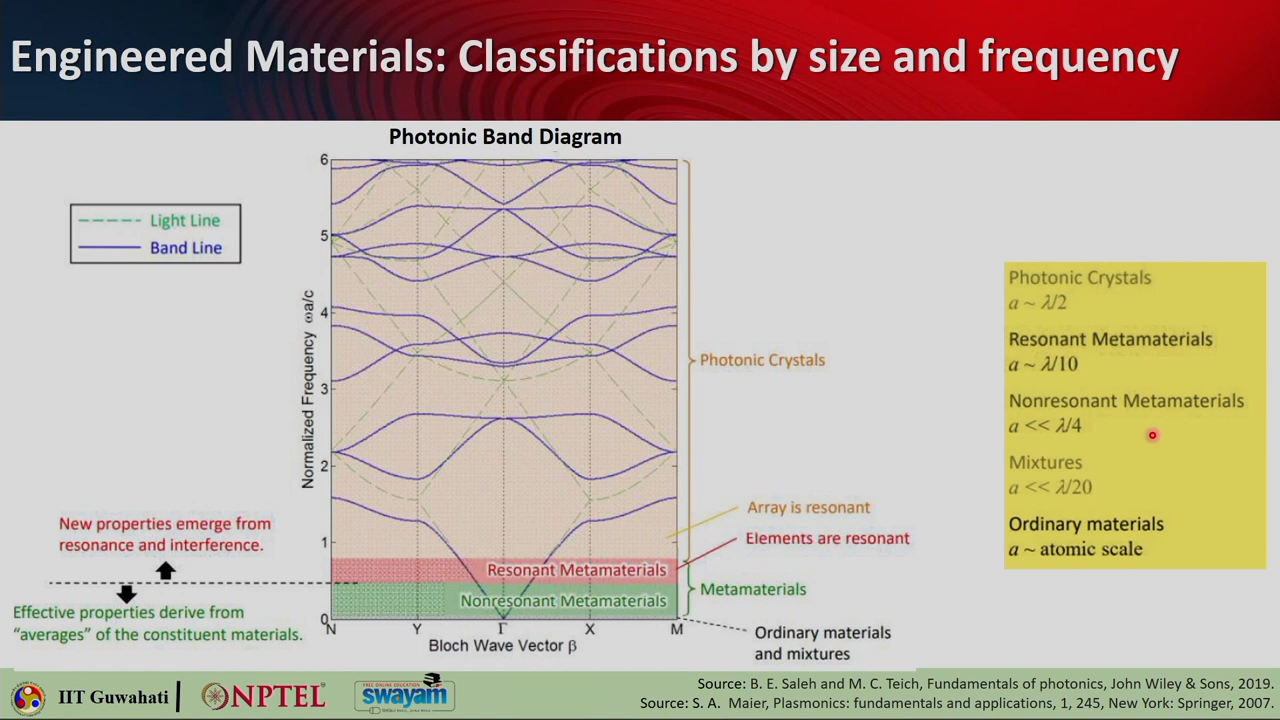 Engineered Materials: Classifications by size and frequency
Photonic Band Diagram
Light Line
Band Line
Normalized Frequency ωa/c
6
5
4
3
2
1
0
N
Y
Γ
X
M
Bloch Wave Vector β
Photonic Crystals
Array is resonant
Elements are resonant
Resonant Metamaterials
Nonresonant Metamaterials
Metamaterials
Ordinary materials
and mixtures
New properties emerge from
resonance and interference.
Effective properties derive from
“averages” of the constituent materials.
Photonic Crystals
a ~ λ/2
Resonant Metamaterials
a ~ λ/10
Nonresonant Metamaterials
a << λ/4
Mixtures
a << λ/20
Ordinary materials
a ~ atomic scale
IIT Guwahati
NPTEL
FREE ONLINE EDUCATION
swayam
Source: B. E. Saleh and M. C. Teich, Fundamentals of photonics, John Wiley & Sons, 2019.
Source: S. A. Maier, Plasmonics: fundamentals and applications, 1, 245, New York: Springer, 2007.